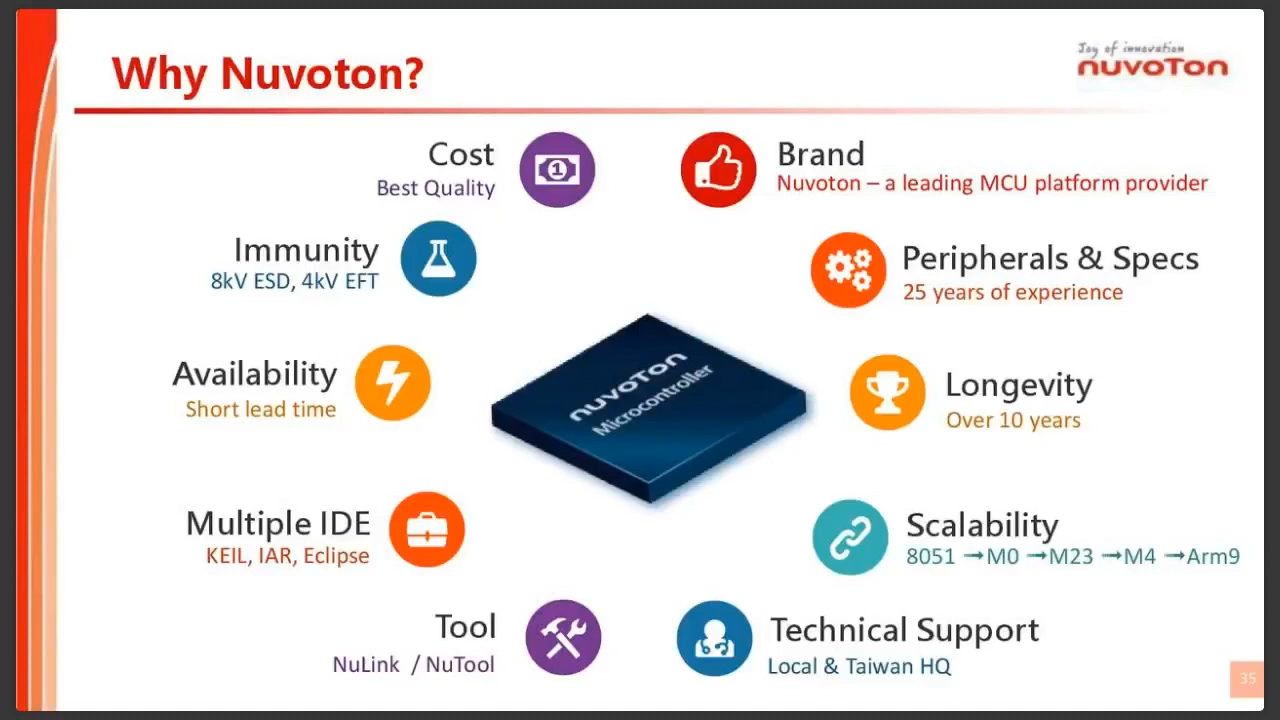 Why Nuvoton?
Joy of innovation
nuvoTon
Cost
Best Quality
1
Brand
Nuvoton – a leading MCU platform provider
Immunity
8kV ESD, 4kV EFT
Peripherals & Specs
25 years of experience
Availability
Short lead time
nuvoTon
Microcontroller
Longevity
Over 10 years
Multiple IDE
KEIL, IAR, Eclipse
Scalability
8051 →M0 →M23 →M4 →Arm9
Tool
NuLink / NuTool
Technical Support
Local & Taiwan HQ
35